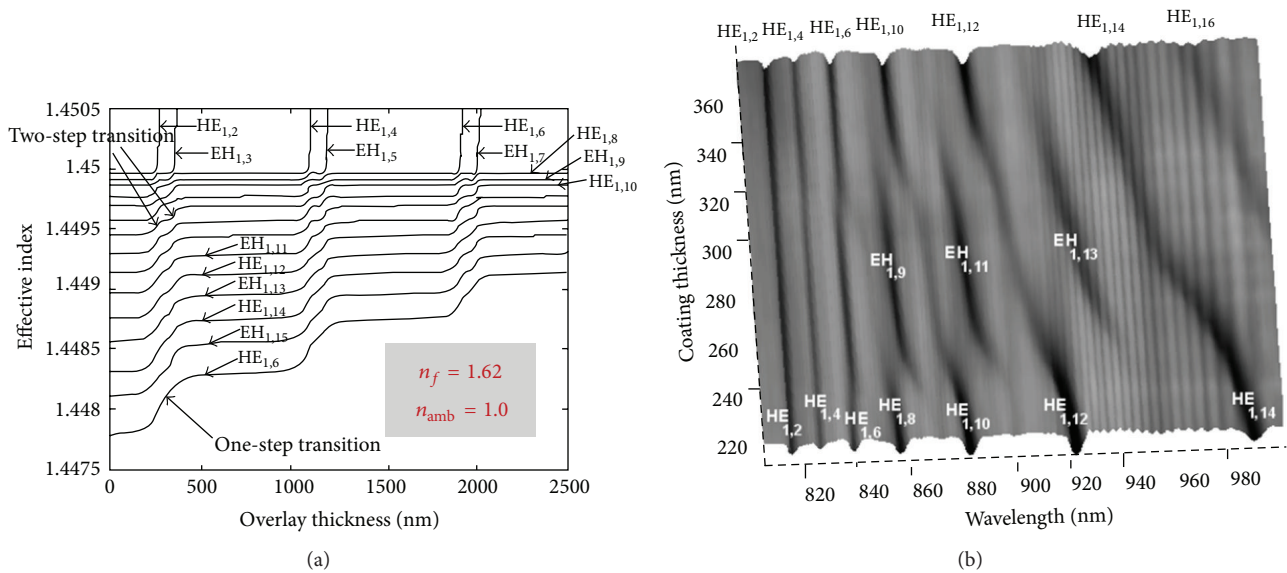 1.4505
1.45
1.4495
1.449
1.4485
1.448
1.4475
Effective index
Two-step transition
HE1,2
EH1,3
HE1,4
EH1,5
HE1,6
EH1,7
HE1,8
EH1,9
HE1,10
EH1,11
HE1,12
EH1,13
HE1,14
EH1,15
HE1,6
One-step transition
nf = 1.62
namb = 1.0
0 500 1000 1500 2000 2500
Overlay thickness (nm)
(a)
HE1,2 HE1,4 HE1,6 HE1,10 HE1,12 HE1,14 HE1,16
360
340
320
300
280
260
240
220
Coating thickness (nm)
EH1,9
EH1,11
EH1,13
HE1,2
HE1,4
HE1,6
HE1,8
HE1,10
HE1,12
HE1,14
820 840 860 880 900 920 940 960 980
Wavelength (nm)
(b)